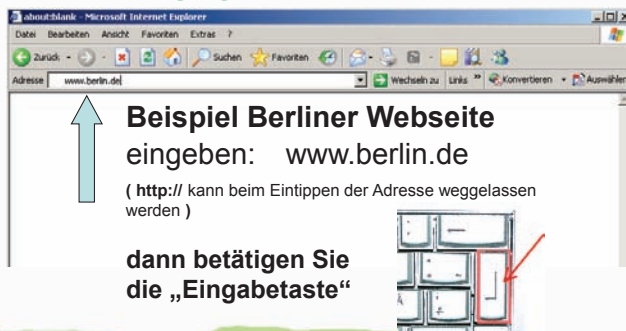 about:blank - Microsoft Internet Explorer
Datei Bearbeiten Ansicht Favoriten Extras ?
Zurück Suchen Favoriten
Adresse www.berlin.de Wechseln zu Links » Konvertieren Auswählen
Beispiel Berliner Webseite
eingeben: www.berlin.de
( http:// kann beim Eintippen der Adresse weggelassen
werden )
dann betätigen Sie
die „Eingabetaste“